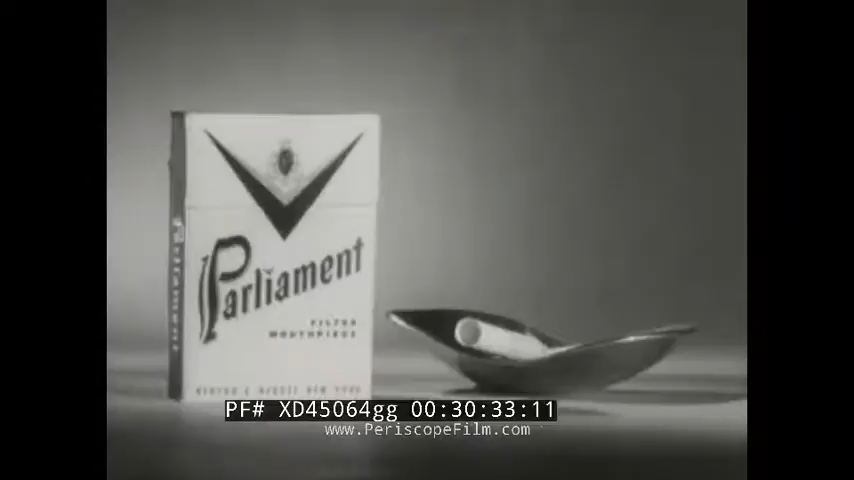 Parliament
Parliament
FILTER
MOUTHPIECE
PF# XD45064gg 00:30:33:11
www.PeriscopeFilm.com